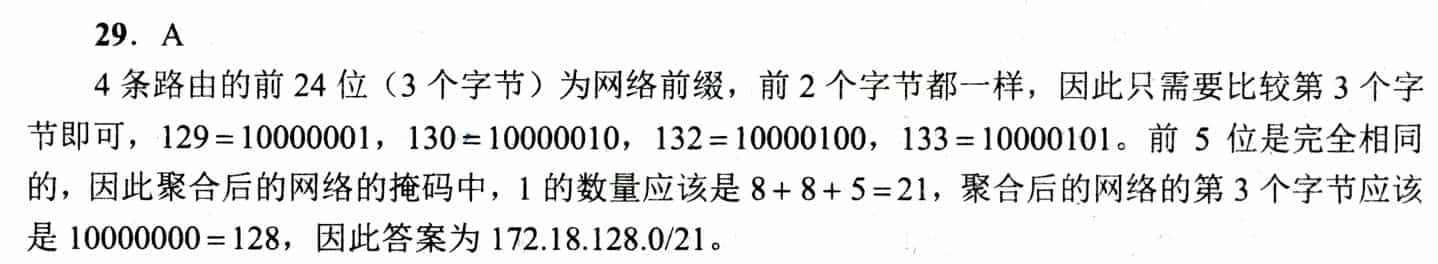 29. A
4 条路由的前 24 位（3 个字节）为网络前缀，前 2 个字节都一样，因此只需要比较第 3 个字
节即可，129=10000001，130=10000010，132=10000100，133=10000101。前 5 位是完全相同
的，因此聚合后的网络的掩码中，1 的数量应该是 8+8+5=21，聚合后的网络的第 3 个字节应该
是 10000000=128，因此答案为 172.18.128.0/21。